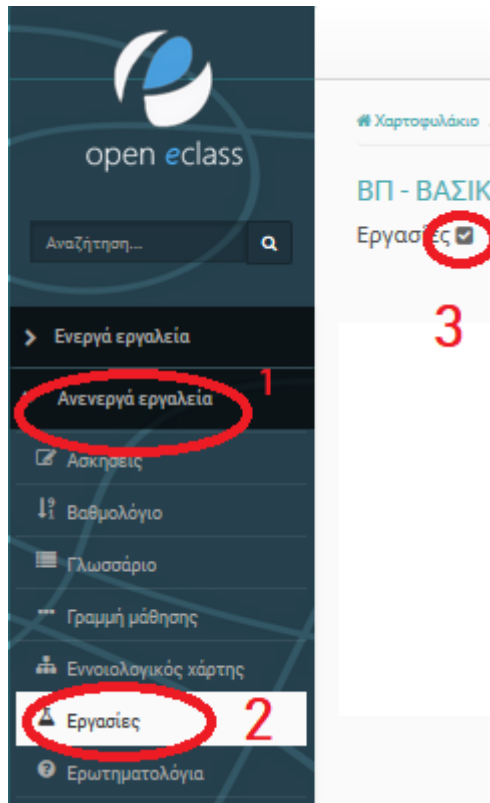 open eclass
Αναζήτηση...
Ενεργά εργαλεία
Ανενεργά εργαλεία
1
Ασκήσεις
Βαθμολόγιο
Γλωσσάριο
Γραμμή μάθησης
Εννοιολογικός χάρτης
Εργασίες
2
Ερωτηματολόγια
Χαρτοφυλάκιο
ΒΠ - ΒΑΣΙΚ
Εργασίες
3